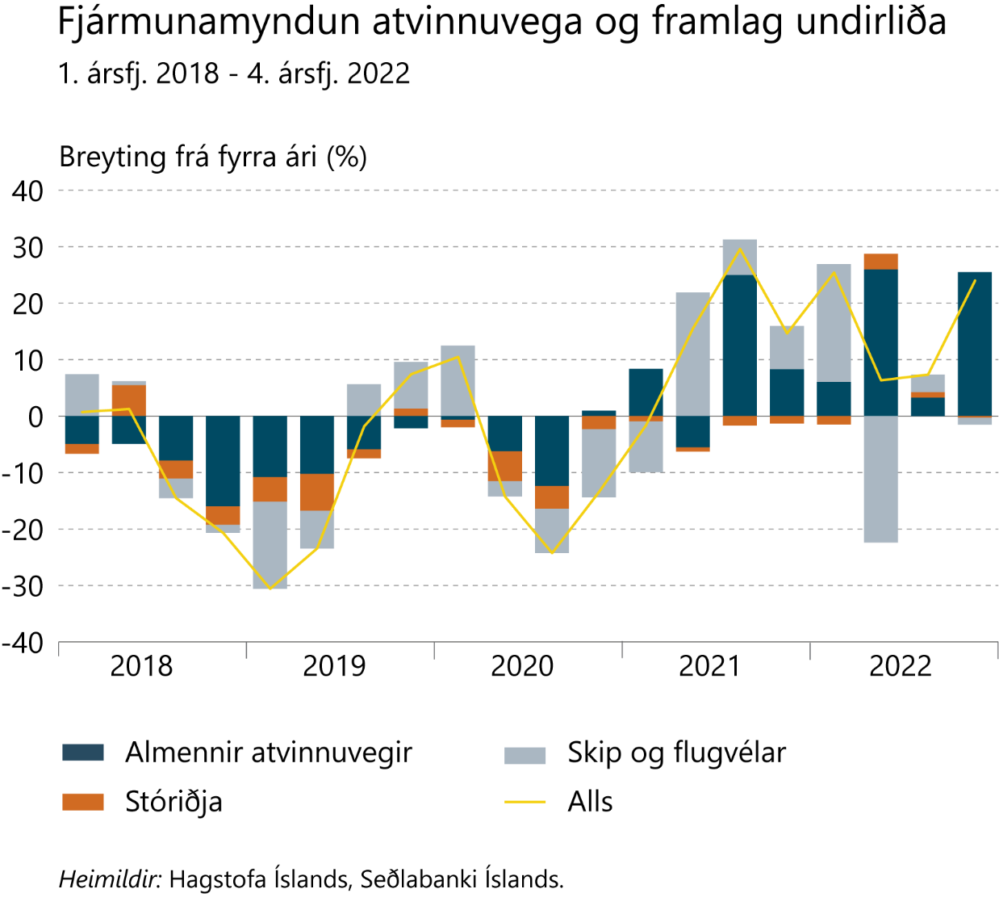 Fjármunamyndun atvinnuvega og framlag undirliða
1. ársfj. 2018 - 4. ársfj. 2022
Breyting frá fyrra ári (%)
40
30
20
10
0
-10
-20
-30
-40
2018 2019 2020 2021 2022
Almennir atvinnuvegir Skip og flugvélar
Stóriðja Alls
Heimildir: Hagstofa Íslands, Seðlabanki Íslands.